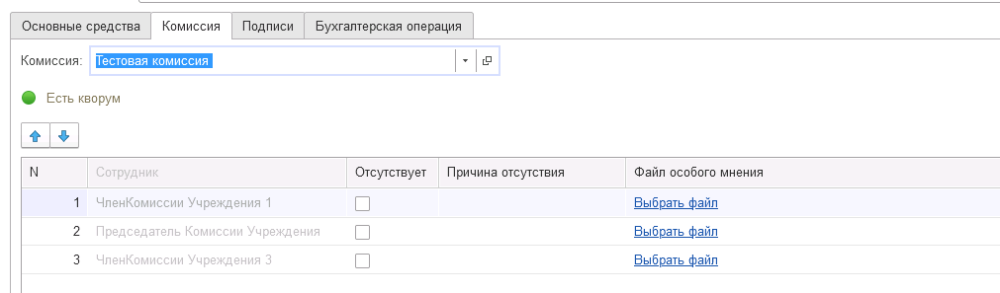 Основные средства Комиссия Подписи Бухгалтерская операция
Комиссия: Тестовая комиссия
Есть кворум
N Сотрудник Отсутствует Причина отсутствия Файл особого мнения
1 ЧленКомиссии Учреждения 1 Выбрать файл
2 Председатель Комиссии Учреждения Выбрать файл
3 ЧленКомиссии Учреждения 3 Выбрать файл